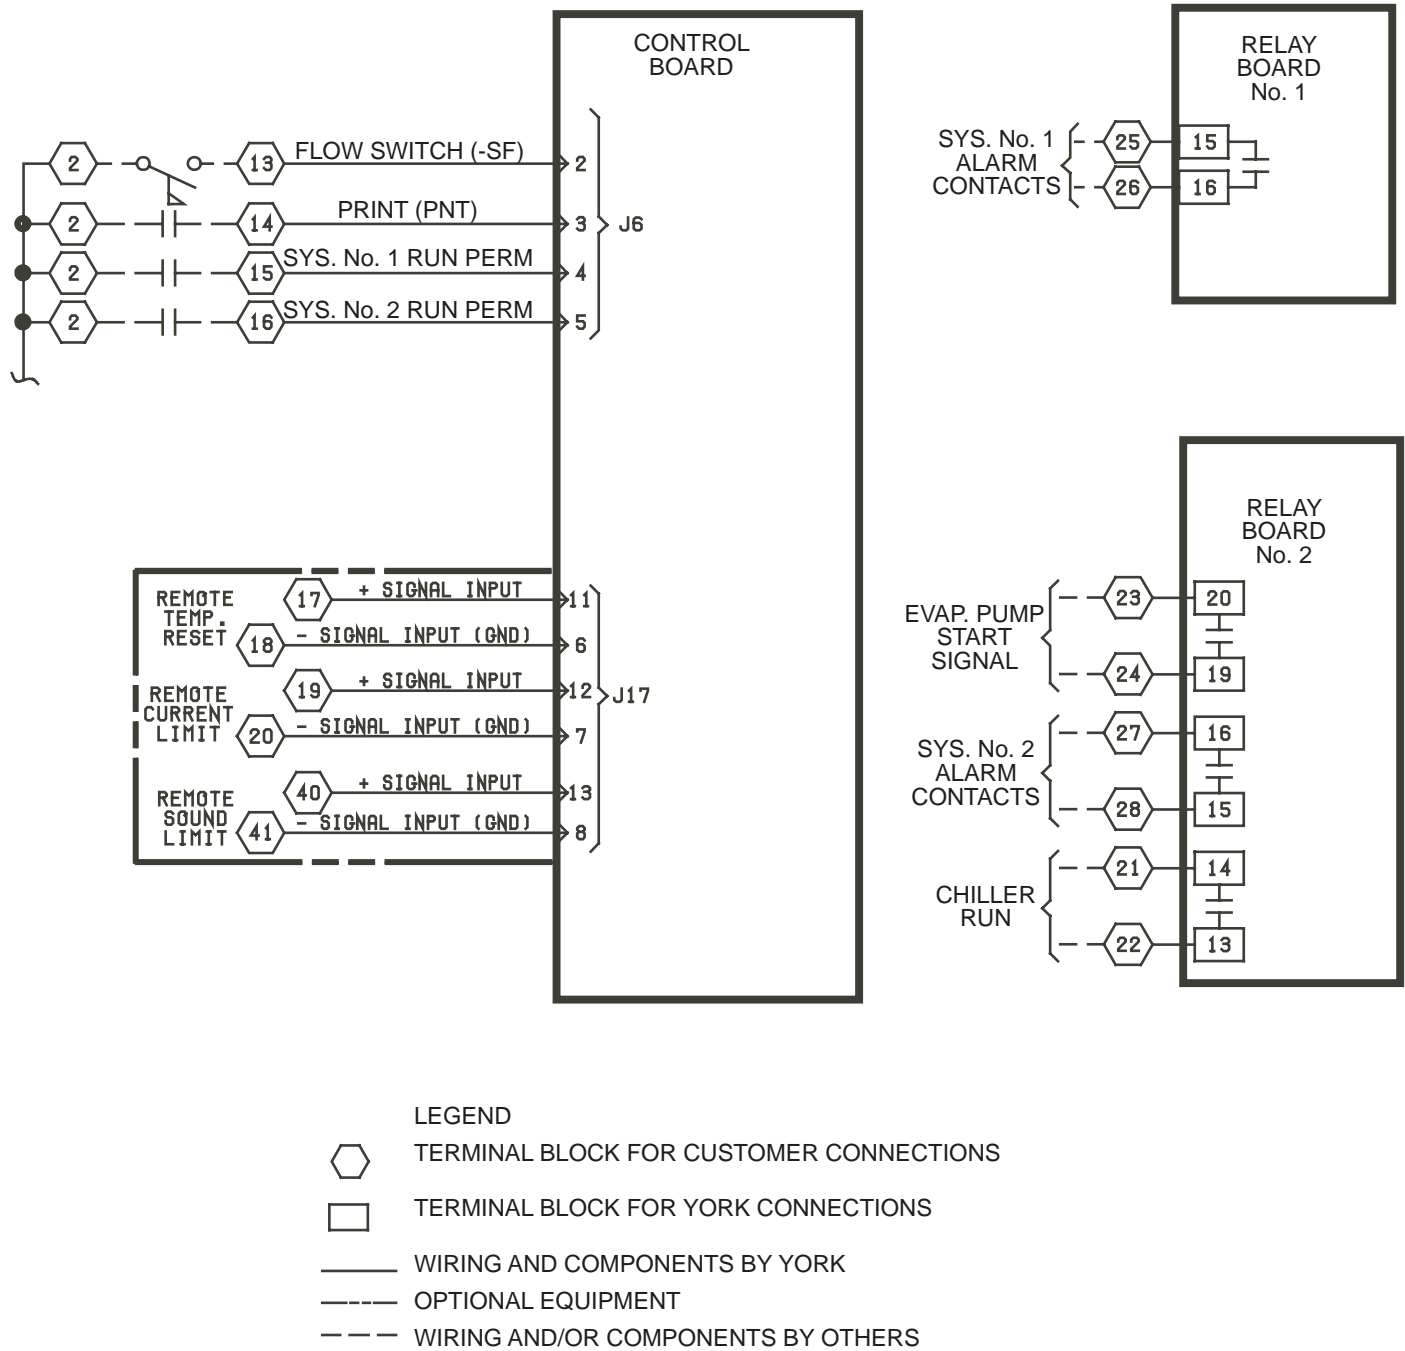 CONTROL
BOARD
2 13 FLOW SWITCH (-SF) 2
2 14 PRINT (PNT) 3
J6
2 15 SYS. No. 1 RUN PERM 4
2 16 SYS. No. 2 RUN PERM 5
REMOTE
TEMP.
RESET
17 + SIGNAL INPUT 11
18 - SIGNAL INPUT (GND) 6
REMOTE
CURRENT
LIMIT
19 + SIGNAL INPUT 12
J17
20 - SIGNAL INPUT (GND) 7
REMOTE
SOUND
LIMIT
40 + SIGNAL INPUT 13
41 - SIGNAL INPUT (GND) 8
RELAY
BOARD
No. 1
SYS. No. 1
ALARM
CONTACTS
25 15
26 16
RELAY
BOARD
No. 2
EVAP. PUMP
START
SIGNAL
23 20
24 19
SYS. No. 2
ALARM
CONTACTS
27 16
28 15
CHILLER
RUN
21 14
22 13
LEGEND
TERMINAL BLOCK FOR CUSTOMER CONNECTIONS
TERMINAL BLOCK FOR YORK CONNECTIONS
WIRING AND COMPONENTS BY YORK
OPTIONAL EQUIPMENT
WIRING AND/OR COMPONENTS BY OTHERS